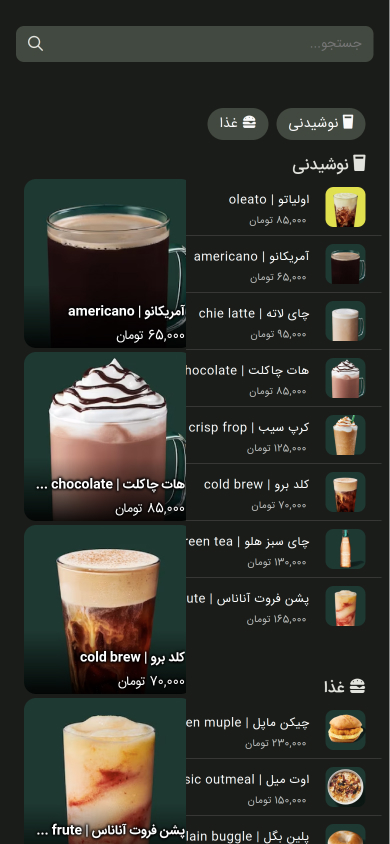 جستجو...
نوشیدنی
غذا
نوشیدنی
اولیاتو | oleato
۸۵,۰۰۰ تومان
آمریکانو | americano
۶۵,۰۰۰ تومان
چای لاته | chie latte
۹۵,۰۰۰ تومان
هات چاکلت | hocolate
۸۵,۰۰۰ تومان
کرپ سیب | crisp frop
۱۲۵,۰۰۰ تومان
کلد برو | cold brew
۷۰,۰۰۰ تومان
چای سبز هلو | reen tea
۱۳۰,۰۰۰ تومان
پشن فروت آناناس | ute
۱۶۵,۰۰۰ تومان
غذا
چیکن ماپل | en muple
۲۳۰,۰۰۰ تومان
اوت میل | sic outmeal
۱۵۰,۰۰۰ تومان
پلین بگل | lain buggle
آمریکانو | americano
۶۵,۰۰۰ تومان
هات چاکلت | chocolate ...
۸۵,۰۰۰ تومان
کلد برو | cold brew
۷۰,۰۰۰ تومان
پشن فروت آناناس | frute ...